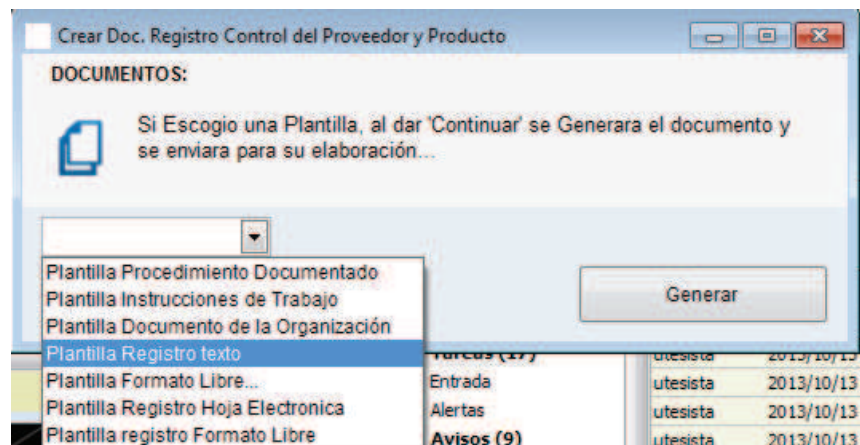 Crear Doc. Registro Control del Proveedor y Producto
DOCUMENTOS:
Si Escogio una Plantilla, al dar 'Continuar' se Generara el documento y
se enviara para su elaboración...
Plantilla Procedimiento Documentado
Plantilla Instrucciones de Trabajo
Generar
Plantilla Documento de la Organización
Plantilla Registro texto
Tareas (17)
utesista 2013/10/13
Plantilla Formato Libre...
Entrada
utesista 2013/10/13
Plantilla Registro Hoja Electronica
Alertas
utesista 2013/10/13
Plantilla registro Formato Libre
Avisos (9)
utesista 2013/10/13